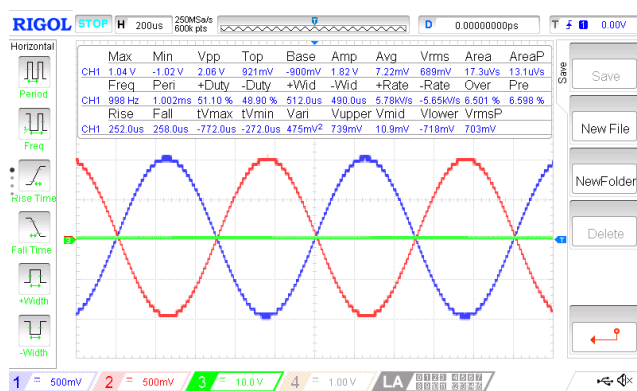 RIGOL STOP H 200us 250MSa/s 600k pts D 0.00000000ps T 1 0.00V
Horizontal
Period
Freq
Rise Time
Fall Time
+Width
-Width
Max Min Vpp Top Base Amp Avg Vrms Area AreaP
CH1 1.04 V -1.02 V 2.06 V 921mV -900mV 1.82 V 7.22mV 689mV 17.3uVs 13.1uVs
Freq Peri +Duty -Duty +Wid -Wid +Rate -Rate Over Pre
CH1 998 Hz 1.002ms 51.10 % 48.90 % 512.0us 490.0us 5.78kV/s -5.65kV/s 6.501 % 6.598 %
Rise Fall tVmax tVmin Vari Vupper Vmid Vlower VrmsP
CH1 252.0us 258.0us -772.0us -272.0us 475mV² 739mV 10.9mV -718mV 703mV
T
3
T
Save
Save
New File
NewFolder
Delete
1 = 500mV 2 = 500mV 3 = 10.0 V 4 = 1.00 V LA